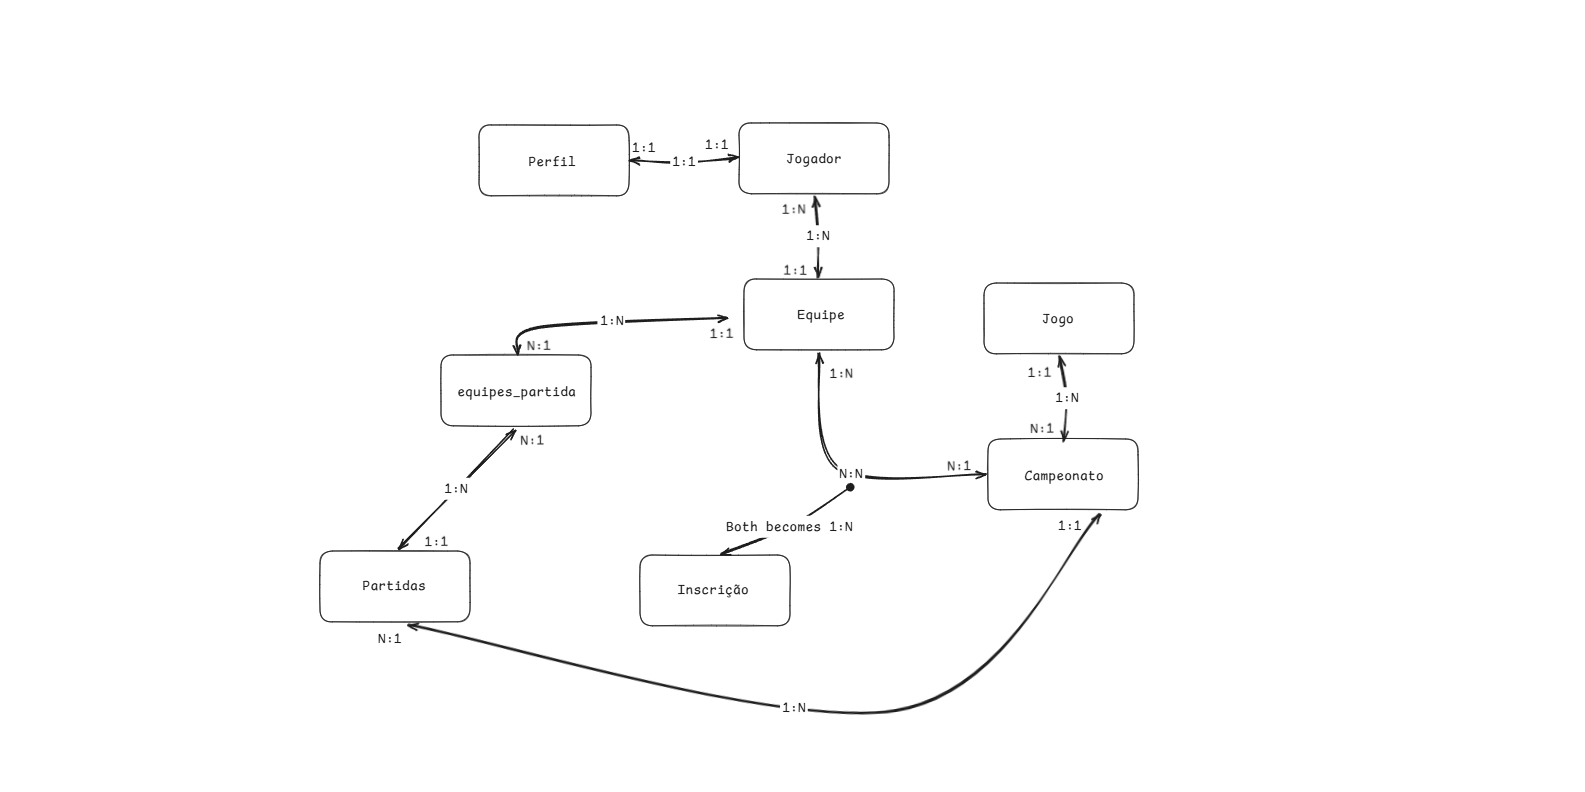 1:1
1:1
Perfil
1:1
Jogador
1:N
1:N
1:1
Equipe
Jogo
1:N
1:1
N:1
1:1
1:N
equipes_partida
1:N
N:1
N:1
N:N
N:1
Campeonato
1:N
Both becomes 1:N
1:1
1:1
Partidas
Inscrição
N:1
1:N